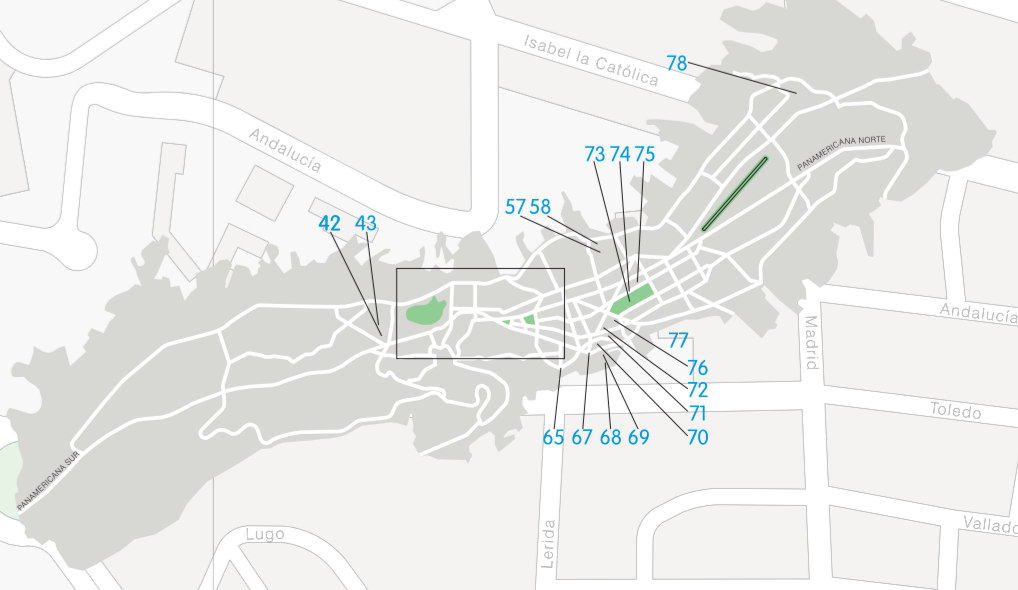 Isabel la Católica
78
Andalucía
PANAMERICANA NORTE
73 74 75
57 58
42 43
Andalucía
Madrid
77
76
72
71
70
65 67 68 69
Toledo
PANAMERICANA SUR
Lerida
Lugo
Vallado